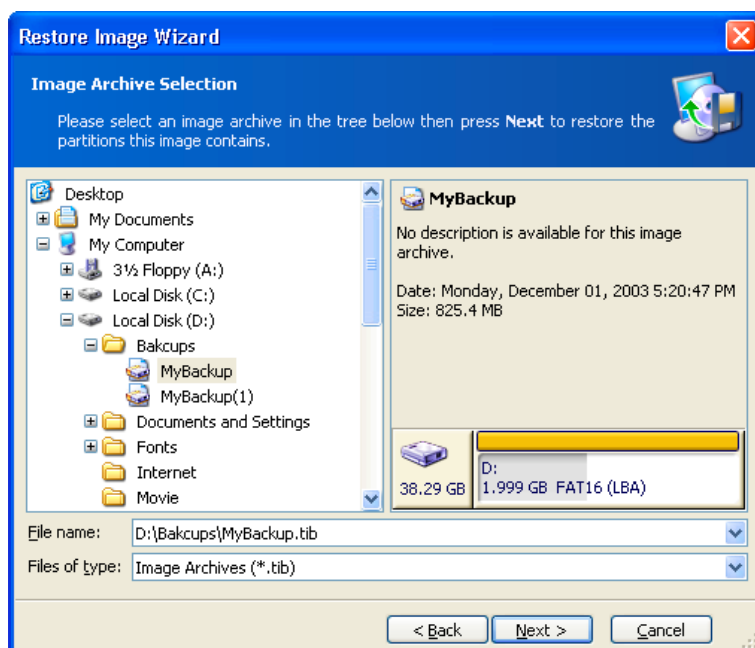 Restore Image Wizard
Image Archive Selection
Please select an image archive in the tree below then press Next to restore the
partitions this image contains.
Desktop
My Documents
My Computer
3½ Floppy (A:)
Local Disk (C:)
Local Disk (D:)
Bakcups
MyBackup
MyBackup(1)
Documents and Settings
Fonts
Internet
Movie
MyBackup
No description is available for this image
archive.
Date: Monday, December 01, 2003 5:20:47 PM
Size: 825.4 MB
38.29 GB
D:
1.999 GB FAT16 (LBA)
File name: D:\Bakcups\MyBackup.tib
Files of type: Image Archives (*.tib)
< Back Next > Cancel